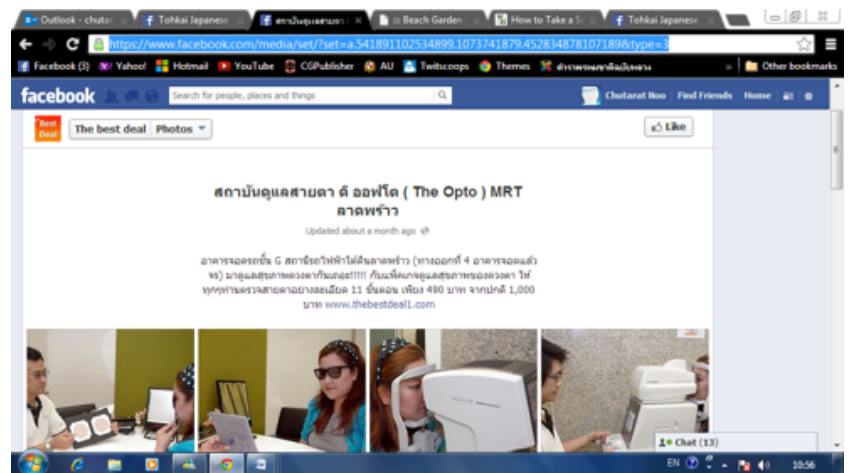 Outlook - chutar
Tohkai Japanese
สถาบันดูแลสายตา
Beach Garden
How to Take a Sc
Tohkai Japanese
https://www.facebook.com/media/set/?set=a.541891102534899.1073741879.452834878107189&type=3
Facebook (3) Yahoo! Hotmail YouTube CGPublisher AU Twitscoops Themes Other bookmarks
facebook Search for people, places and things Chutarat Noo Find Friends Home
Best Deal The best deal Photos Like
สถาบันดูแลสายตา ดิ ออฟโต ( The Opto ) MRT
ลาดพร้าว
Updated about a month ago
อาคารจอดรถชั้น G สถานีรถไฟฟ้าใต้ดินลาดพร้าว (ทางออกที่ 4 อาคารจอดแล้ว
จร) มาดูแลสุขภาพดวงตากันเถอะ!!!!! กับแพ็คเกจดูแลสุขภาพของดวงตา ให้
ทุกๆท่านตรวจสายตาอย่างละเอียด 11 ขั้นตอน เพียง 490 บาท จากปกติ 1,000
บาท www.thebestdeal1.com
Chat (13)
EN 10:56